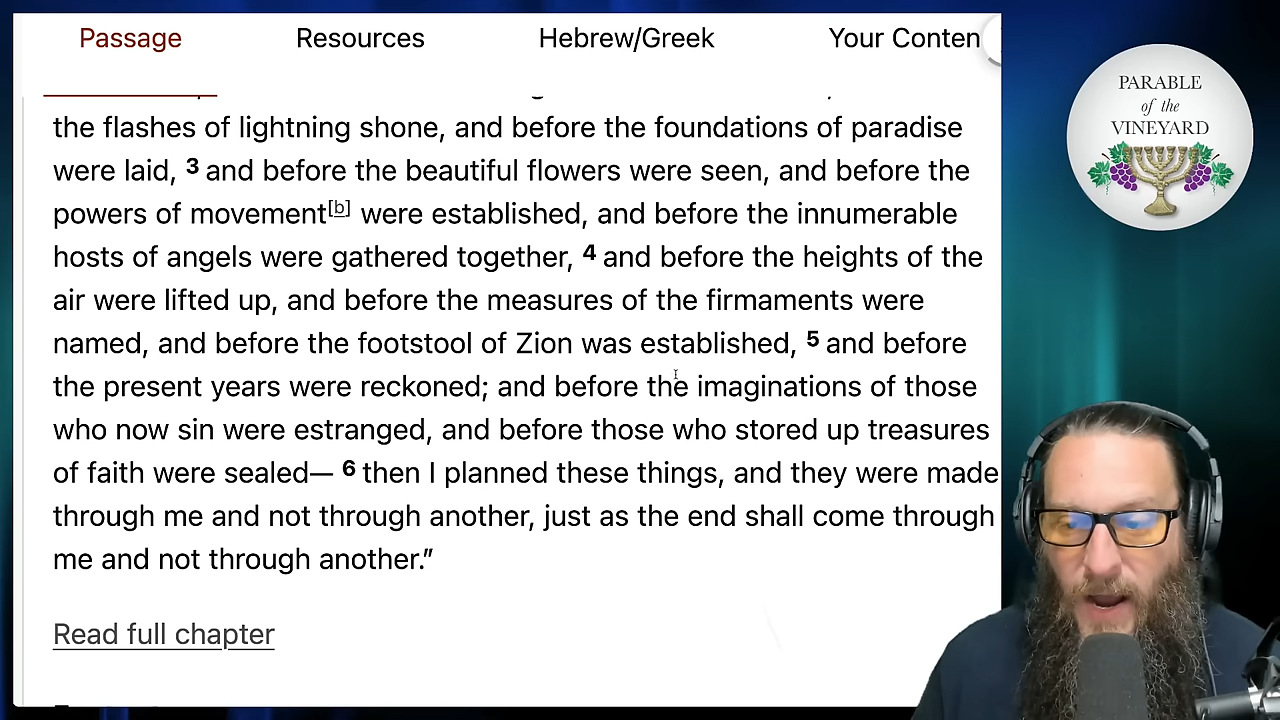 Passage Resources Hebrew/Greek Your Conten
the flashes of lightning shone, and before the foundations of paradise
were laid, 3 and before the beautiful flowers were seen, and before the
powers of movement[b] were established, and before the innumerable
hosts of angels were gathered together, 4 and before the heights of the
air were lifted up, and before the measures of the firmaments were
named, and before the footstool of Zion was established, 5 and before
the present years were reckoned; and before the imaginations of those
who now sin were estranged, and before those who stored up treasures
of faith were sealed— 6 then I planned these things, and they were made
through me and not through another, just as the end shall come through
me and not through another.”
Read full chapter
PARABLE
of the
VINEYARD